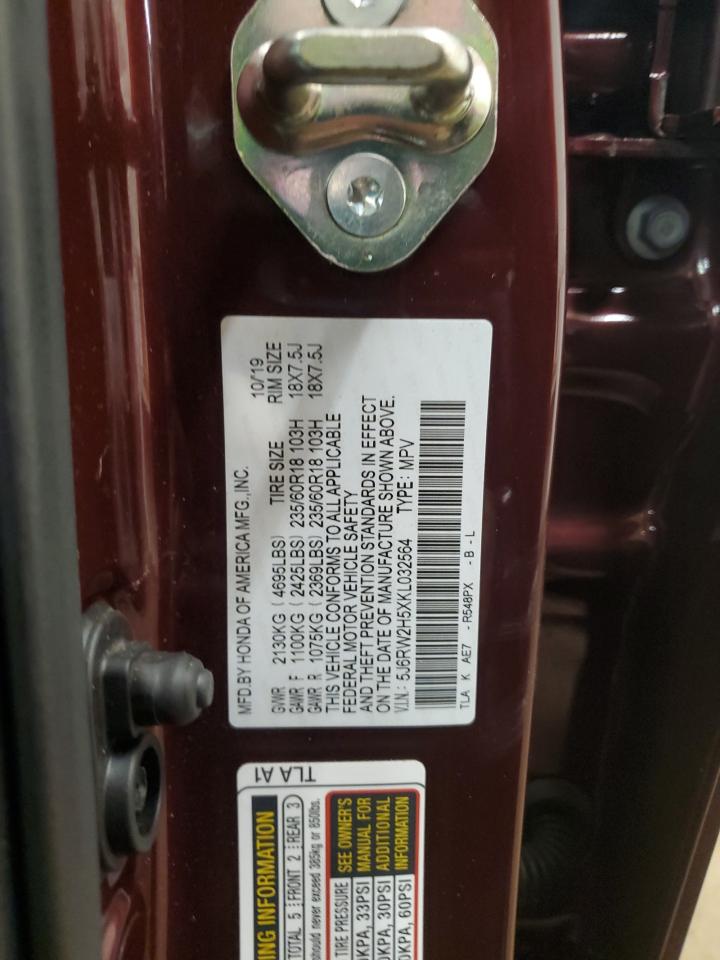 MFD.BY HONDA OF AMERICA MFG.,INC. 10/'19
GVWR 2130KG ( 4695LBS) TIRE SIZE RIM SIZE
GAWR F 1100KG ( 2425LBS) 235/60R18 103H 18X7.5J
GAWR R 1075KG ( 2369LBS) 235/60R18 103H 18X7.5J
THIS VEHICLE CONFORMS TO ALL APPLICABLE
FEDERAL MOTOR VEHICLE SAFETY
AND THEFT PREVENTION STANDARDS IN EFFECT
ON THE DATE OF MANUFACTURE SHOWN ABOVE.
V.I.N.: 5J6RW2H5XKL032564 TYPE: MPV
TLA K AE7 - R548PX - B - L
TLA A1
ING INFORMATION
TOTAL 5 FRONT 2 REAR 3
should never exceed 385kg or 850lbs.
TIRE PRESSURE
KPA, 33PSI
KPA, 30PSI
KPA, 60PSI
SEE OWNER'S
MANUAL FOR
ADDITIONAL
INFORMATION